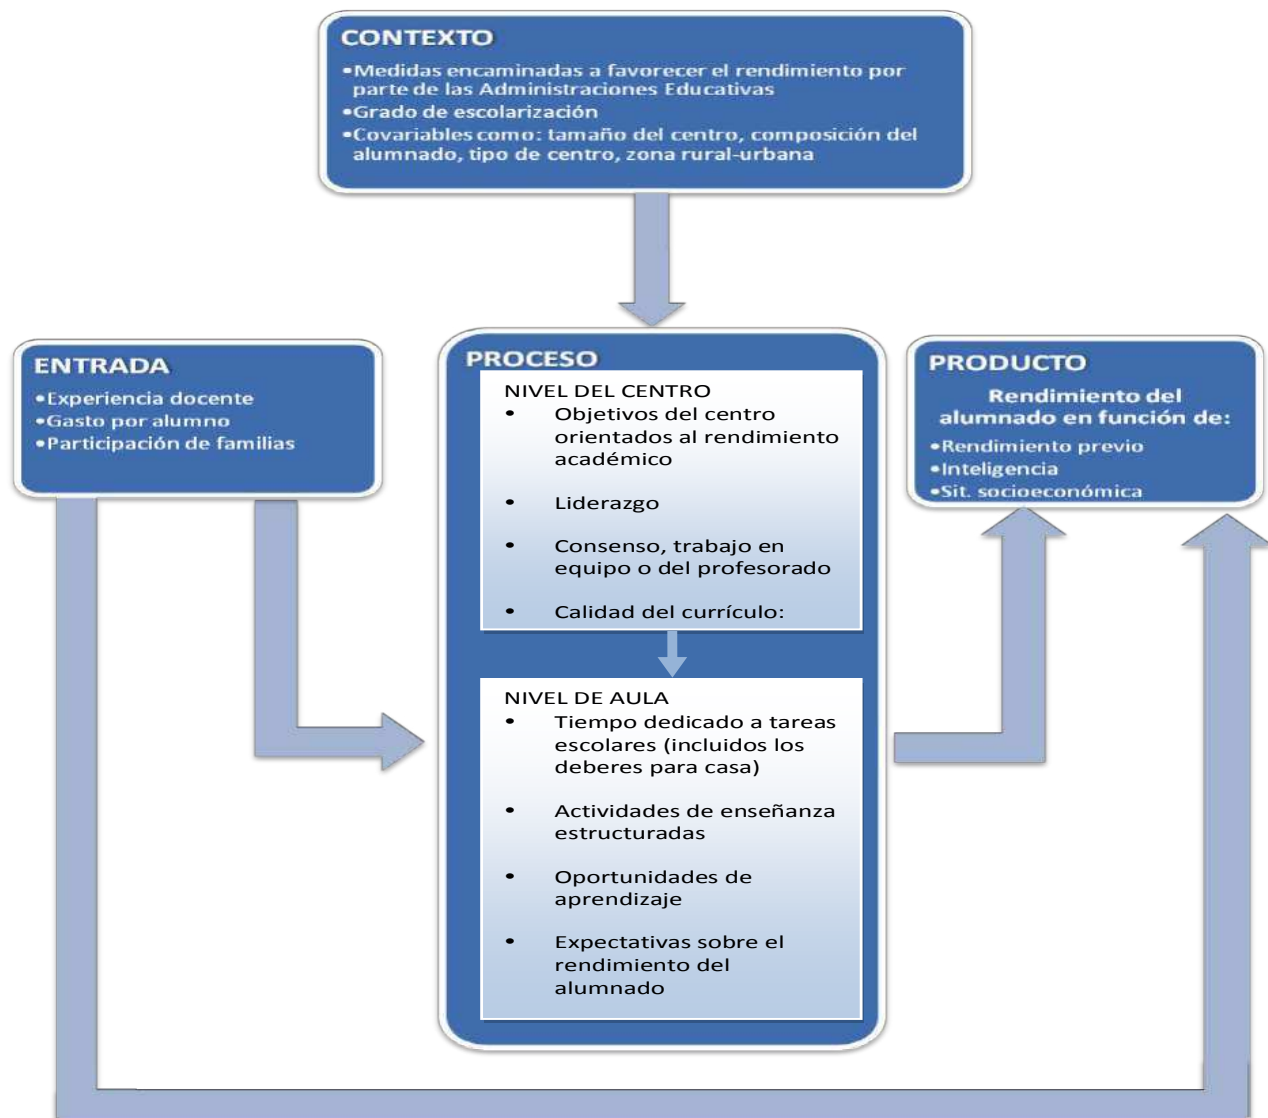 CONTEXTO
•Medidas encaminadas a favorecer el rendimiento por
parte de las Administraciones Educativas
•Grado de escolarización
•Covariables como: tamaño del centro, composición del
alumnado, tipo de centro, zona rural-urbana
ENTRADA
•Experiencia docente
•Gasto por alumno
•Participación de familias
PROCESO
NIVEL DEL CENTRO
• Objetivos del centro
orientados al rendimiento
académico
• Liderazgo
• Consenso, trabajo en
equipo o del profesorado
• Calidad del currículo:
NIVEL DE AULA
• Tiempo dedicado a tareas
escolares (incluidos los
deberes para casa)
• Actividades de enseñanza
estructuradas
• Oportunidades de
aprendizaje
• Expectativas sobre el
rendimiento del
alumnado
PRODUCTO
Rendimiento del
alumnado en función de:
•Rendimiento previo
•Inteligencia
•Sit. socioeconómica